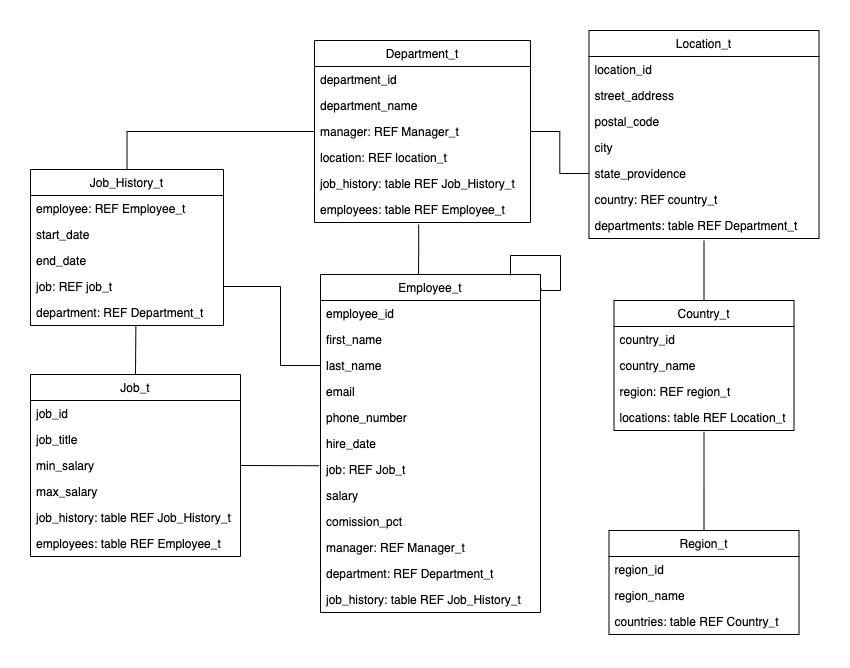 Department_t
department_id
department_name
manager: REF Manager_t
location: REF location_t
job_history: table REF Job_History_t
employees: table REF Employee_t
Location_t
location_id
street_address
postal_code
city
state_providence
country: REF country_t
departments: table REF Department_t
Job_History_t
employee: REF Employee_t
start_date
end_date
job: REF job_t
department: REF Department_t
Employee_t
employee_id
first_name
last_name
email
phone_number
hire_date
job: REF Job_t
salary
comission_pct
manager: REF Manager_t
department: REF Department_t
job_history: table REF Job_History_t
Country_t
country_id
country_name
region: REF region_t
locations: table REF Location_t
Job_t
job_id
job_title
min_salary
max_salary
job_history: table REF Job_History_t
employees: table REF Employee_t
Region_t
region_id
region_name
countries: table REF Country_t